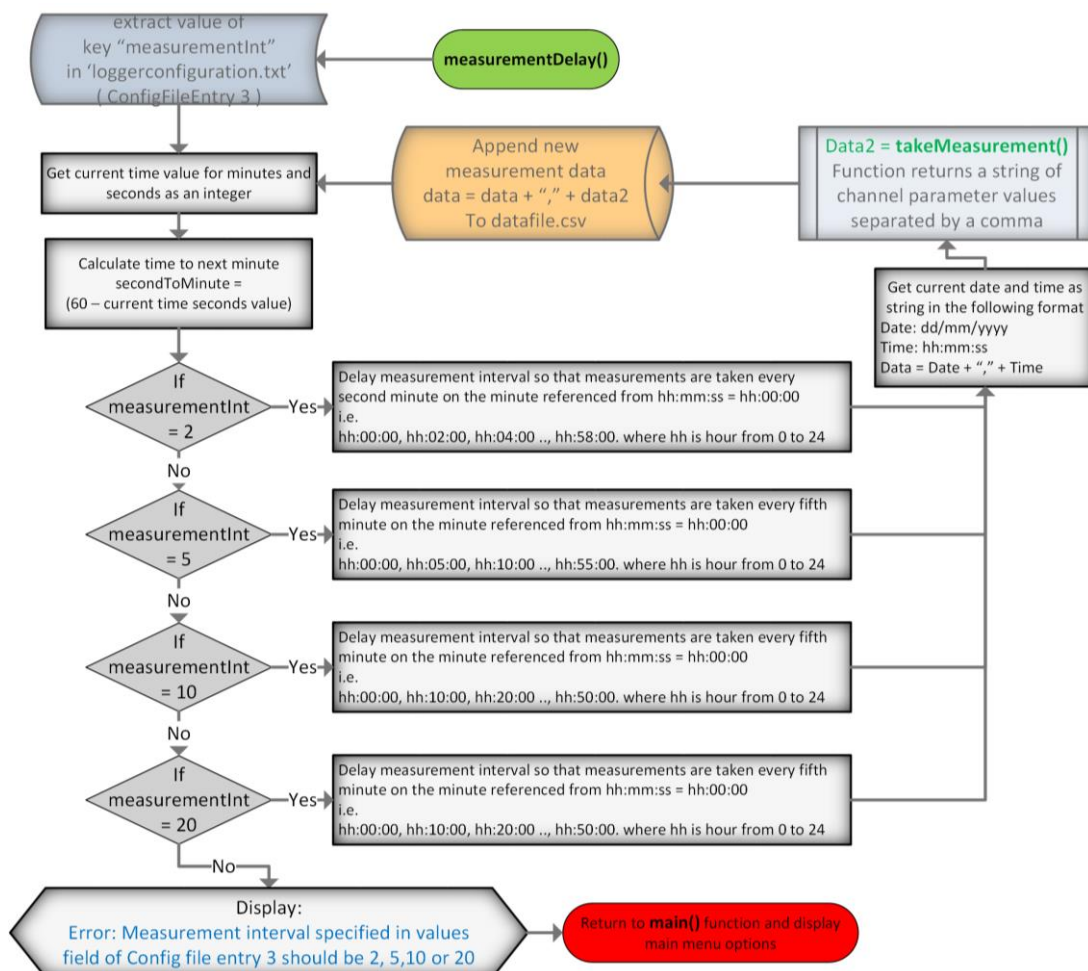 extract value of
key “measurementInt”
in ‘loggerconfiguration.txt’
( ConfigFileEntry 3 )
measurementDelay()
Get current time value for minutes and
seconds as an integer
Append new
measurement data
data = data + “,” + data2
To datafile.csv
Data2 = takeMeasurement()
Function returns a string of
channel parameter values
separated by a comma
Calculate time to next minute
secondToMinute =
(60 – current time seconds value)
Get current date and time as
string in the following format
Date: dd/mm/yyyy
Time: hh:mm:ss
Data = Date + “,” + Time
If
measurementInt
= 2
Yes
Delay measurement interval so that measurements are taken every
second minute on the minute referenced from hh:mm:ss = hh:00:00
i.e.
hh:00:00, hh:02:00, hh:04:00 .., hh:58:00. where hh is hour from 0 to 24
No
If
measurementInt
= 5
Yes
Delay measurement interval so that measurements are taken every fifth
minute on the minute referenced from hh:mm:ss = hh:00:00
i.e.
hh:00:00, hh:05:00, hh:10:00 .., hh:55:00. where hh is hour from 0 to 24
No
If
measurementInt
= 10
Yes
Delay measurement interval so that measurements are taken every fifth
minute on the minute referenced from hh:mm:ss = hh:00:00
i.e.
hh:00:00, hh:10:00, hh:20:00 .., hh:50:00. where hh is hour from 0 to 24
No
If
measurementInt
= 20
Yes
Delay measurement interval so that measurements are taken every fifth
minute on the minute referenced from hh:mm:ss = hh:00:00
i.e.
hh:00:00, hh:10:00, hh:20:00 .., hh:50:00. where hh is hour from 0 to 24
No
Display:
Error: Measurement interval specified in values
field of Config file entry 3 should be 2, 5,10 or 20
Return to main() function and display
main menu options